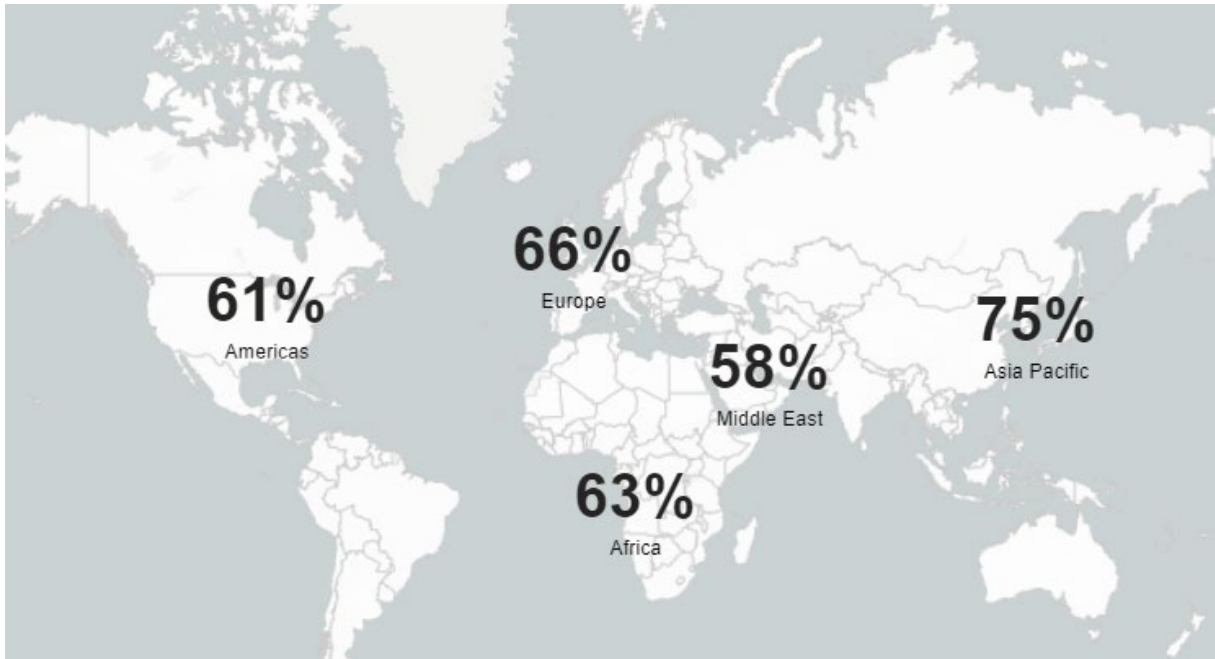 66%
Europe
61%
Americas
75%
Asia Pacific
58%
Middle East
63%
Africa